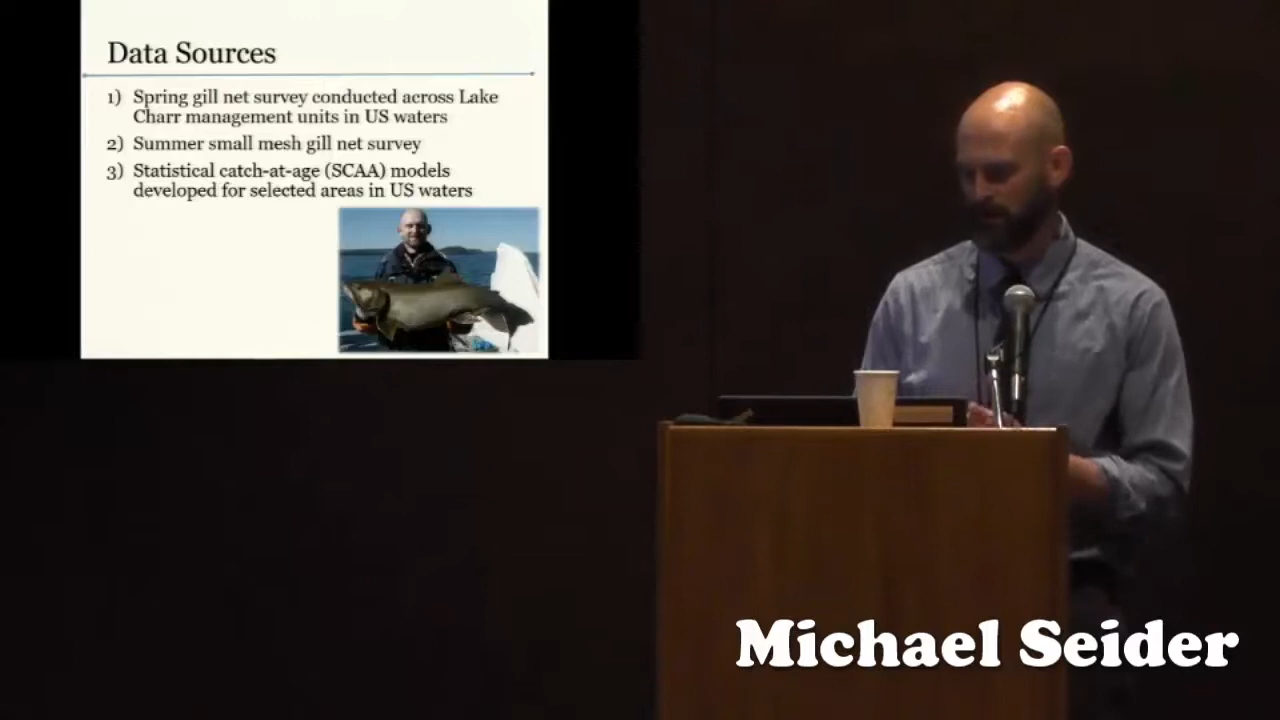 Data Sources
1) Spring gill net survey conducted across Lake
Charr management units in US waters
2) Summer small mesh gill net survey
3) Statistical catch-at-age (SCAA) models
developed for selected areas in US waters
Michael Seider